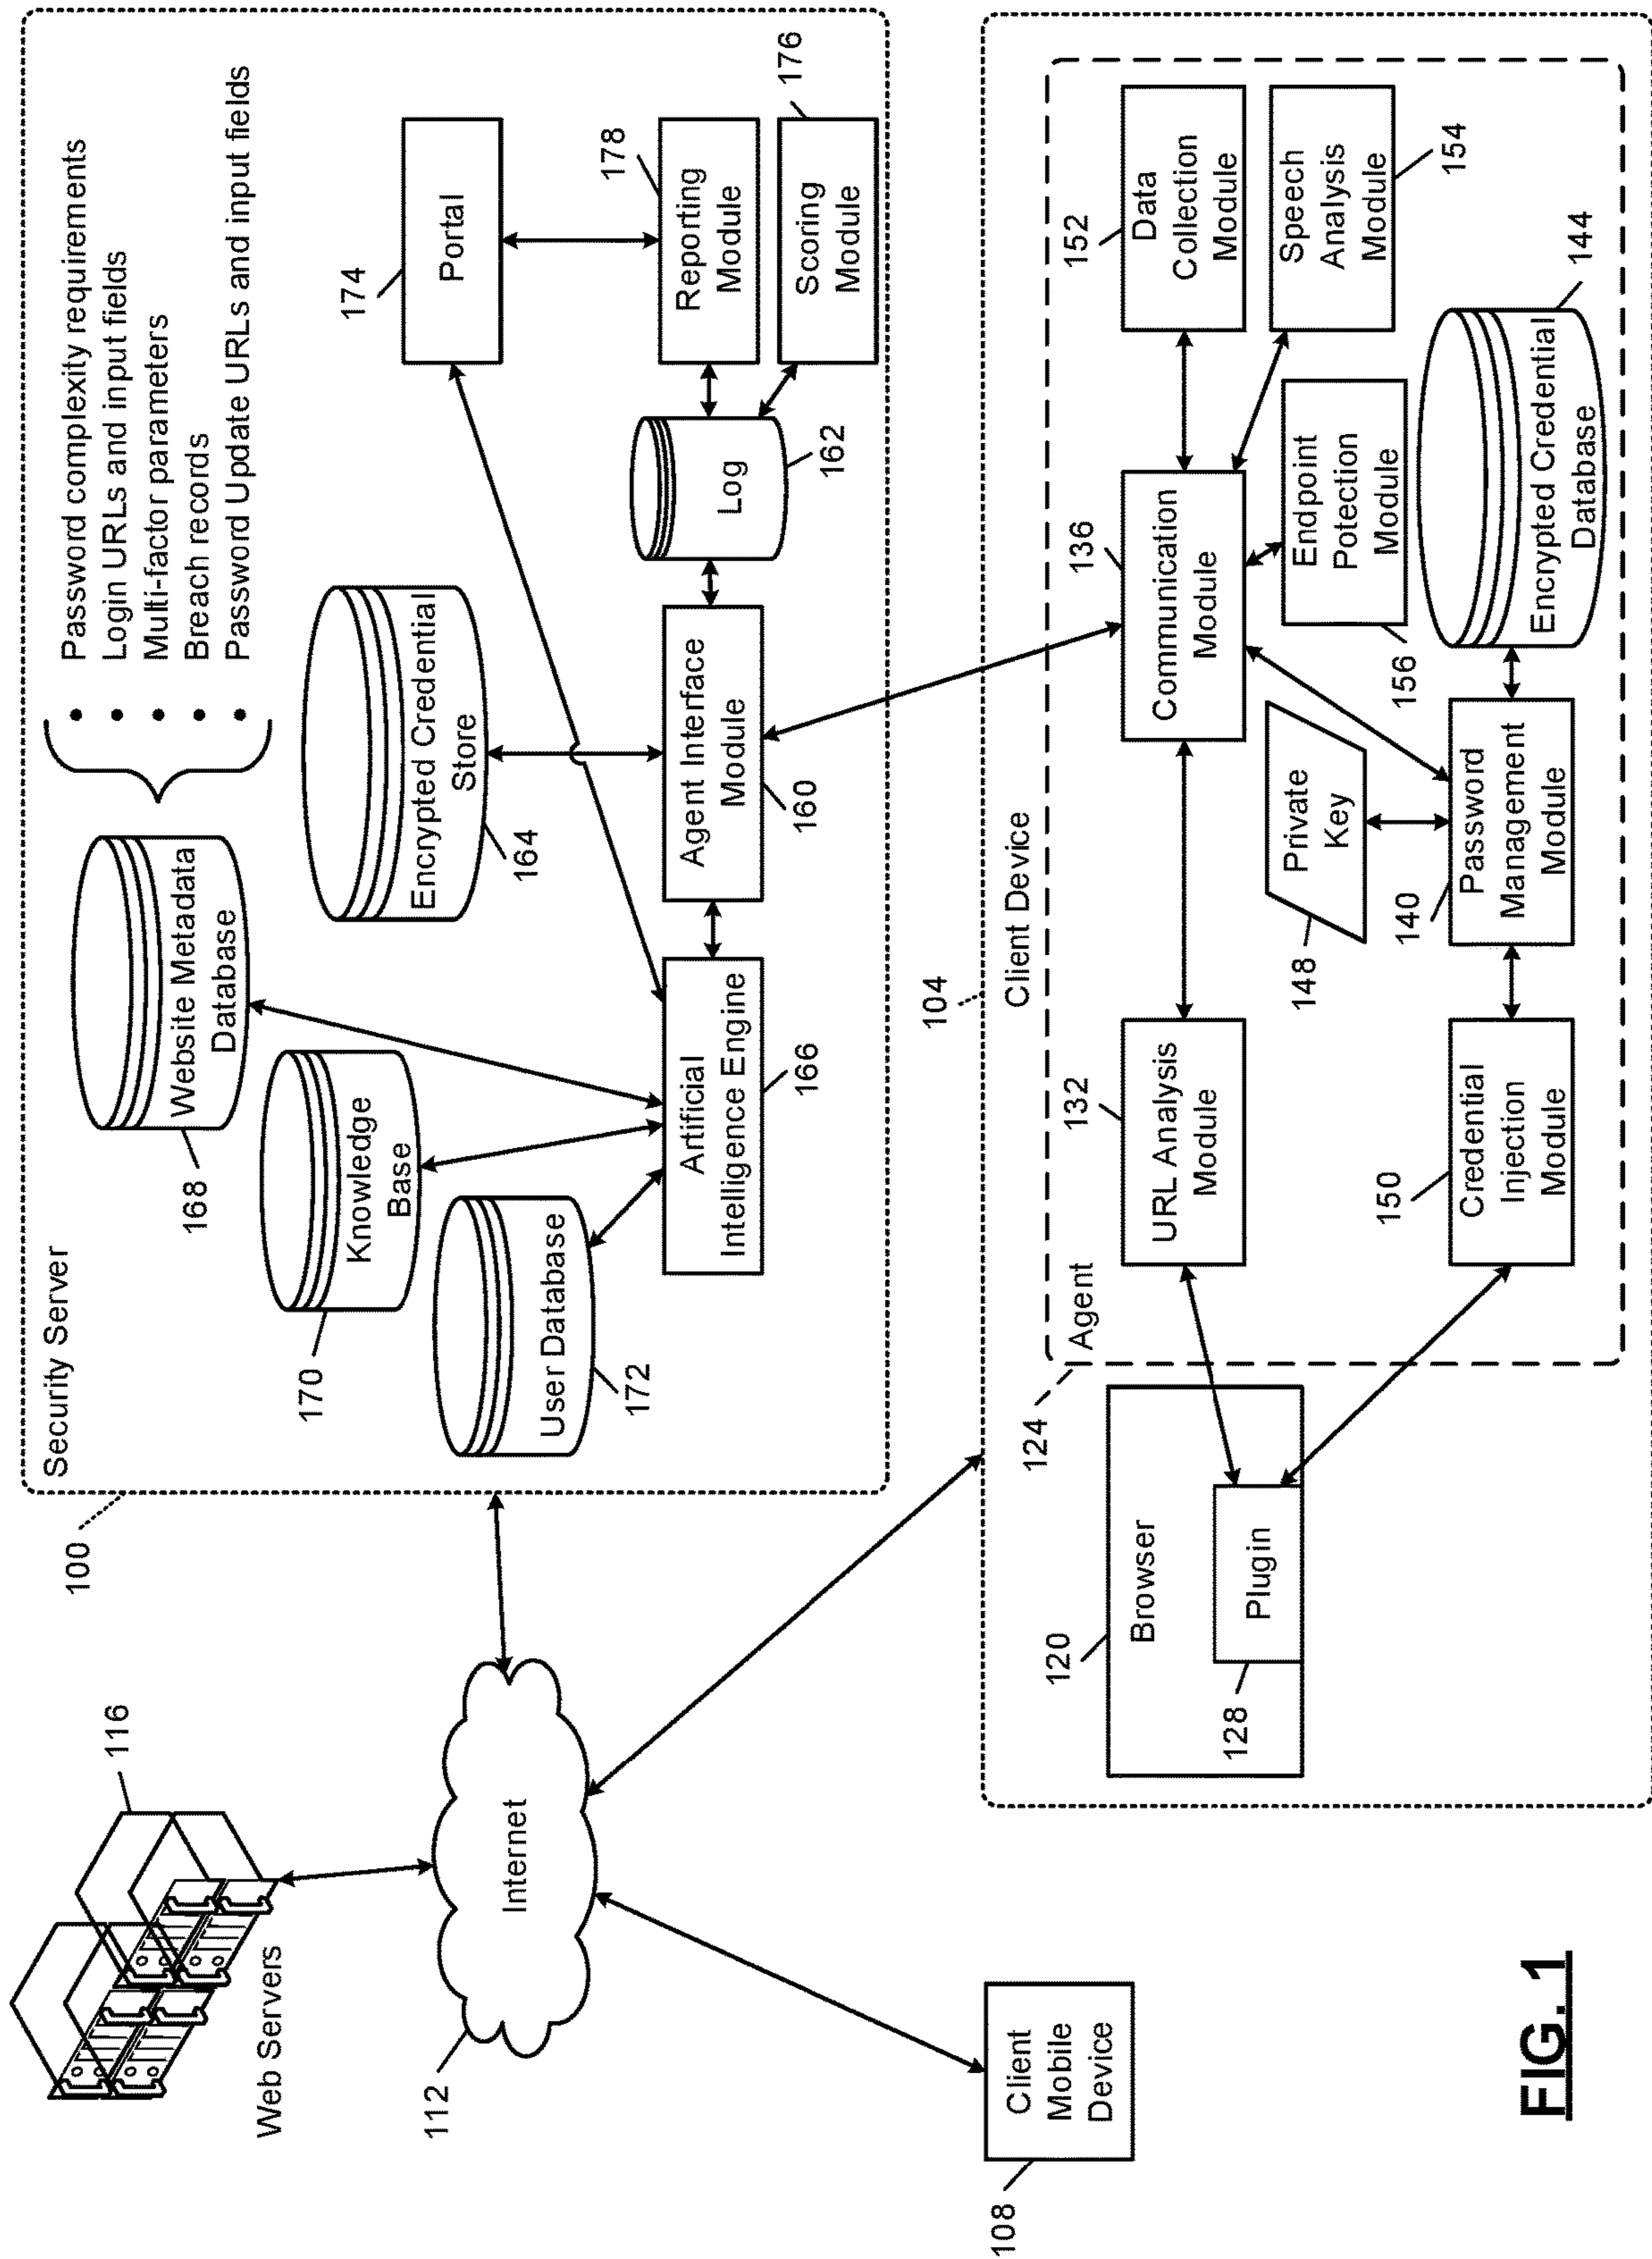 Security Server
100
Website Metadata
Database
168
• Password complexity requirements
• Login URLs and input fields
• Multi-factor parameters
• Breach records
• Password Update URLs and input fields
Knowledge
Base
170
User Database
172
Encrypted Credential
Store
164
Artificial
Intelligence Engine
166
Agent Interface
Module
160
Log
162
Portal
174
Reporting
Module
178
Scoring
Module
176
Web Servers
116
Internet
112
Client
Mobile
Device
108
104
Client Device
Agent
124
Browser
120
Plugin
128
URL Analysis
Module
132
Communication
Module
136
Data
Collection
Module
152
Speech
Analysis
Module
154
Endpoint
Potection
Module
156
Private
Key
148
Credential
Injection
Module
150
Password
Management
Module
140
Encrypted Credential
Database
144
FIG. 1